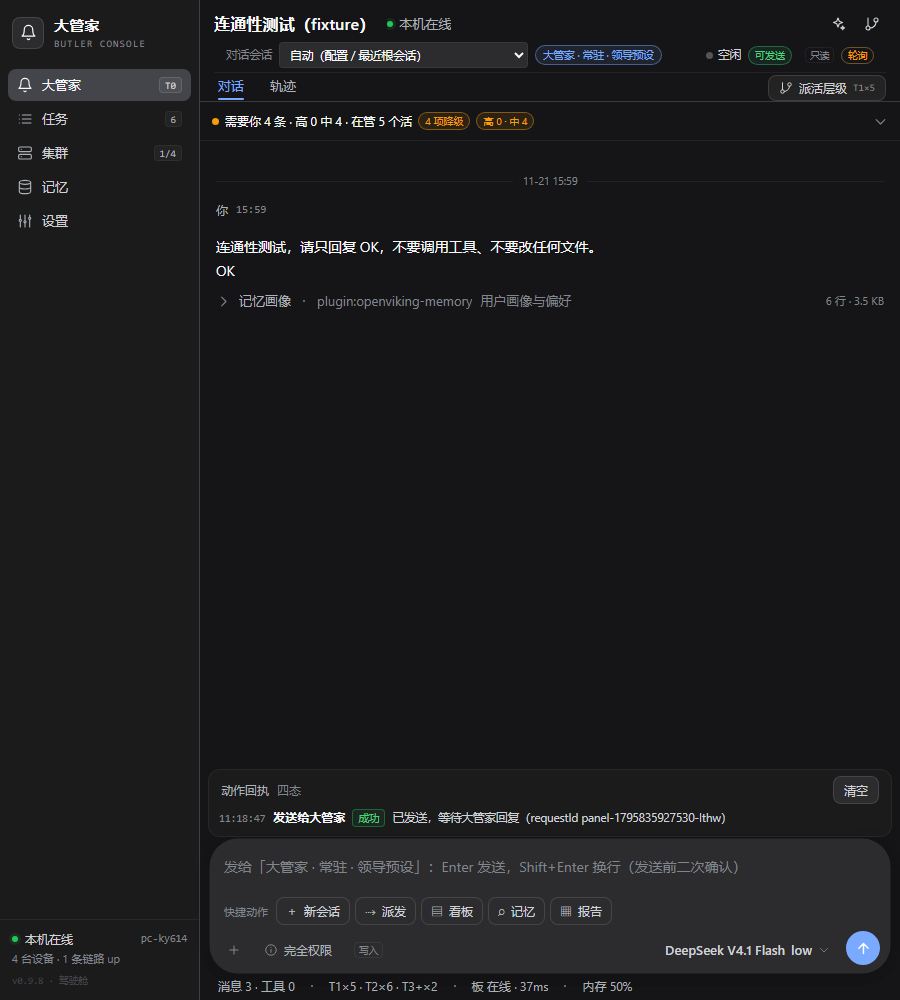 大管家
BUTLER CONSOLE
大管家 T0
任务 6
集群 1/4
记忆
设置
本机在线 pc-ky614
4 台设备 · 1 条链路 up
v0.9.8 · 驾驶舱
连通性测试（fixture） 本机在线
对话会话 自动（配置 / 最近根会话） 大管家 · 常驻 · 领导预设 空闲 可发送 只读 轮询
对话 轨迹 派活层级 T1×5
需要你 4 条 · 高 0 中 4 · 在管 5 个活 4 项降级 高 0 · 中 4
11-21 15:59
你 15:59
连通性测试，请只回复 OK，不要调用工具、不要改任何文件。
OK
记忆画像 · plugin:openviking-memory 用户画像与偏好 6 行 · 3.5 KB
动作回执 四态 清空
11:18:47 发送给大管家 成功 已发送，等待大管家回复（requestId panel-1795835927530-lthw）
发给「大管家 · 常驻 · 领导预设」：Enter 发送，Shift+Enter 换行（发送前二次确认）
快捷动作 + 新会话 派发 看板 记忆 报告
+ 完全权限 写入 DeepSeek V4.1 Flash low
消息 3 · 工具 0 · T1×5 · T2×6 · T3+×2 · 板 在线 · 37ms · 内存 50%